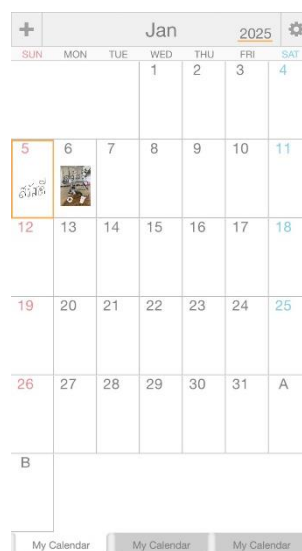 + Jan 2025
SUN MON TUE WED THU FRI SAT
1 2 3 4
5 6 7 8 9 10 11
12 13 14 15 16 17 18
19 20 21 22 23 24 25
26 27 28 29 30 31 A
B
My Calendar My Calendar My Calendar